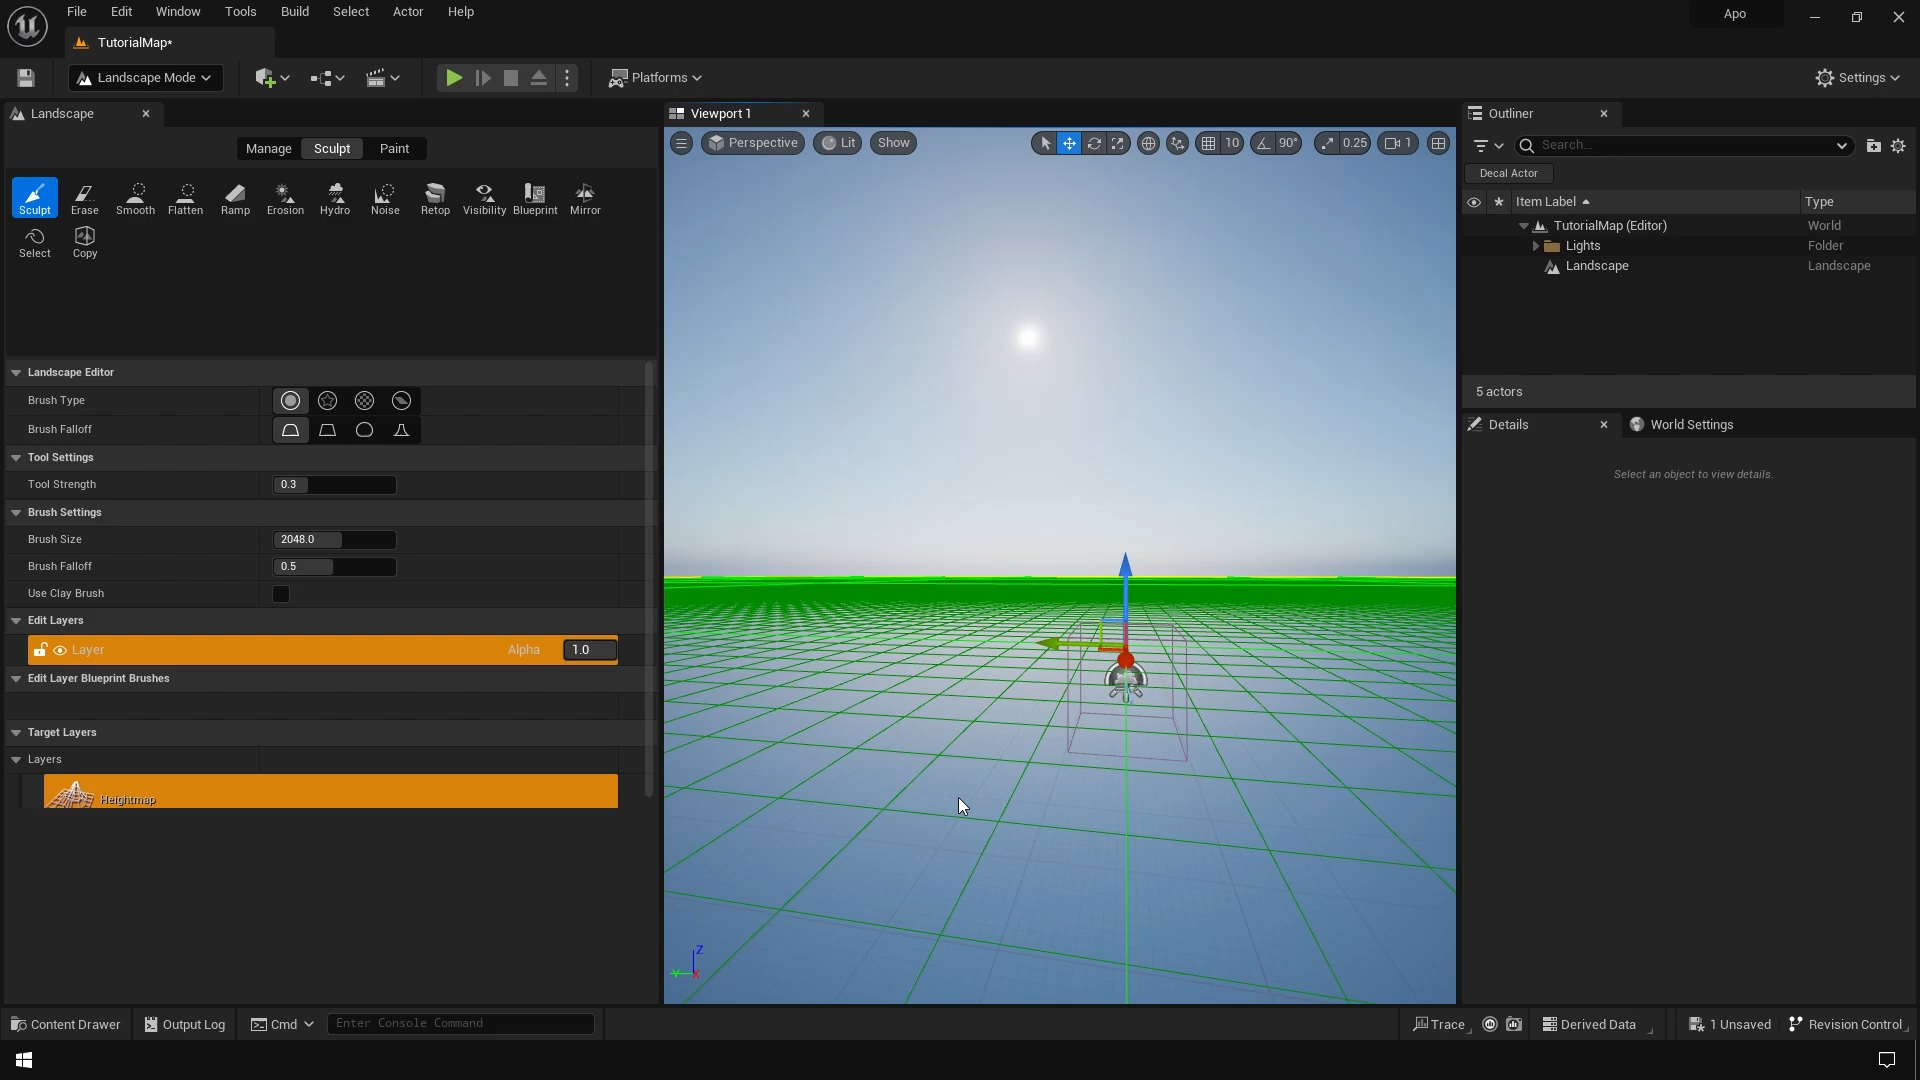 File Edit Window Tools Build Select Actor Help
Apo
TutorialMap*
Landscape Mode
Platforms
Settings
Landscape
Viewport 1
Outliner
Manage Sculpt Paint
Perspective Lit Show
10 90° 0.25 1
Search...
Decal Actor
Sculpt Erase Smooth Flatten Ramp Erosion Hydro Noise Retop Visibility Blueprint Mirror
Select Copy
Item Label Type
TutorialMap (Editor) World
Lights Folder
Landscape Landscape
5 actors
Details World Settings
Select an object to view details.
Landscape Editor
Brush Type
Brush Falloff
Tool Settings
Tool Strength 0.3
Brush Settings
Brush Size 2048.0
Brush Falloff 0.5
Use Clay Brush
Edit Layers
Layer Alpha 1.0
Edit Layer Blueprint Brushes
Target Layers
Layers
Heightmap
Z
Y X
Content Drawer Output Log Cmd Enter Console Command
Trace Derived Data 1 Unsaved Revision Control